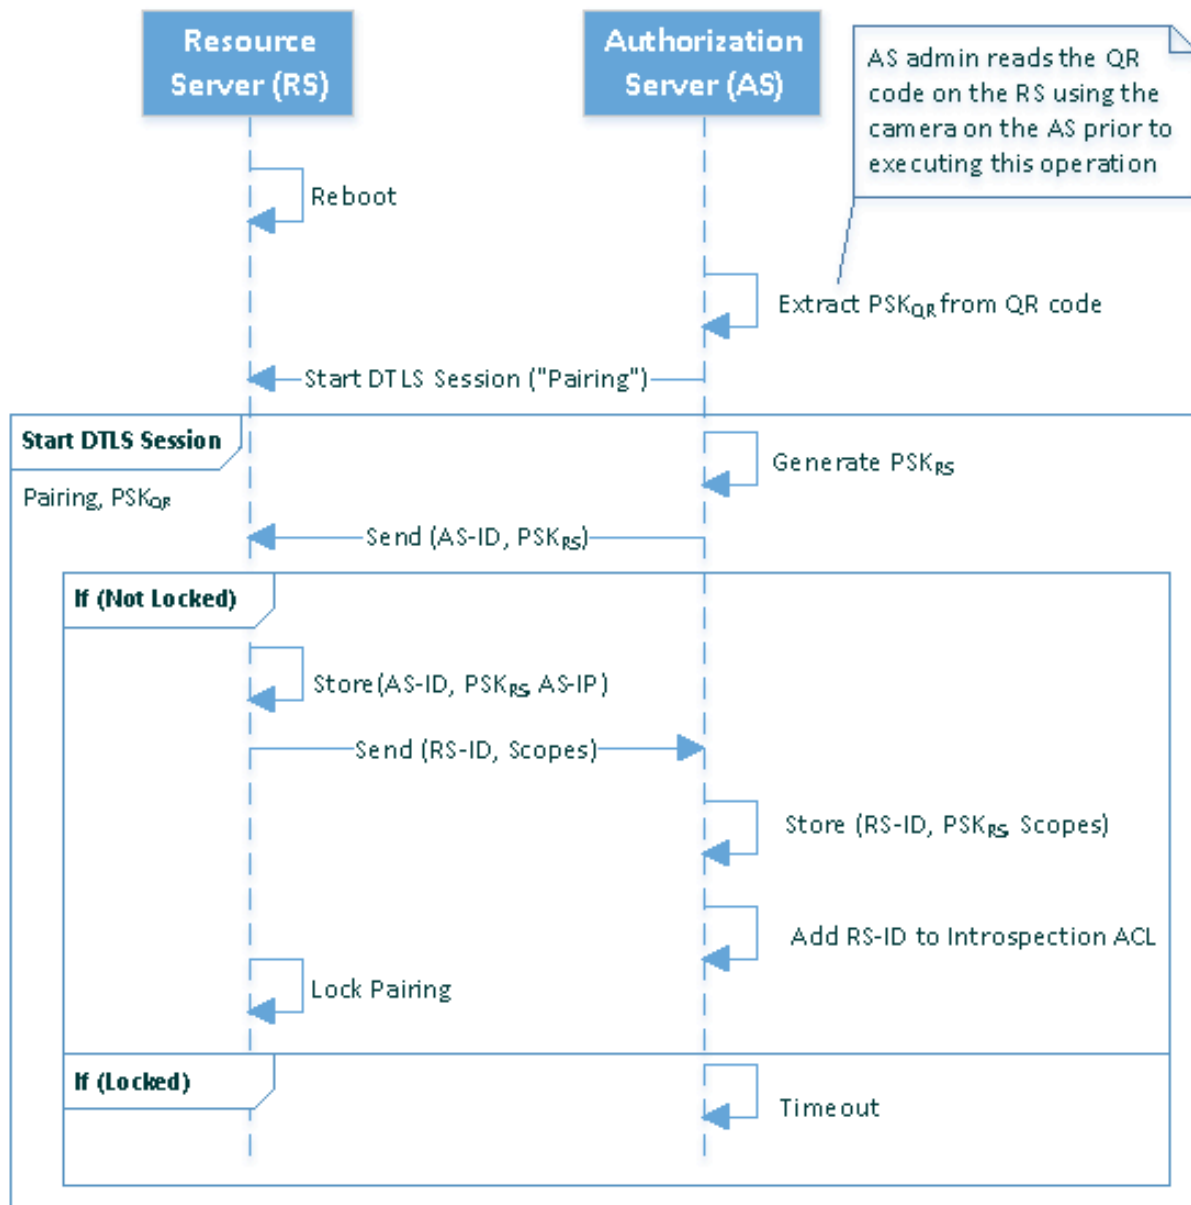 Resource
Server (RS)
Authorization
Server (AS)
AS admin reads the QR
code on the RS using the
camera on the AS prior to
executing this operation
Reboot
Extract PSKQR from QR code
Start DTLS Session ("Pairing")
Start DTLS Session
Pairing, PSKQR
Generate PSKRS
Send (AS-ID, PSKRS)
If (Not Locked)
Store(AS-ID, PSKRS, AS-IP)
Send (RS-ID, Scopes)
Store (RS-ID, PSKRS, Scopes)
Add RS-ID to Introspection ACL
Lock Pairing
If (Locked)
Timeout